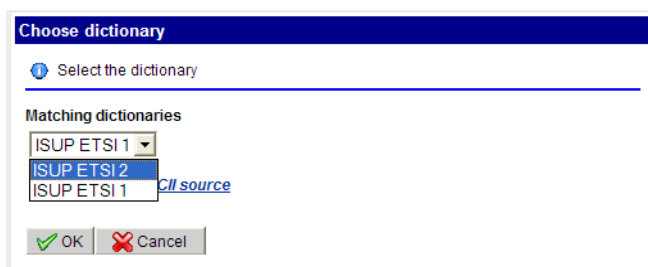 Choose dictionary
Select the dictionary
Matching dictionaries
ISUP ETSI 1
ISUP ETSI 2
ISUP ETSI 1
CII source
OK Cancel